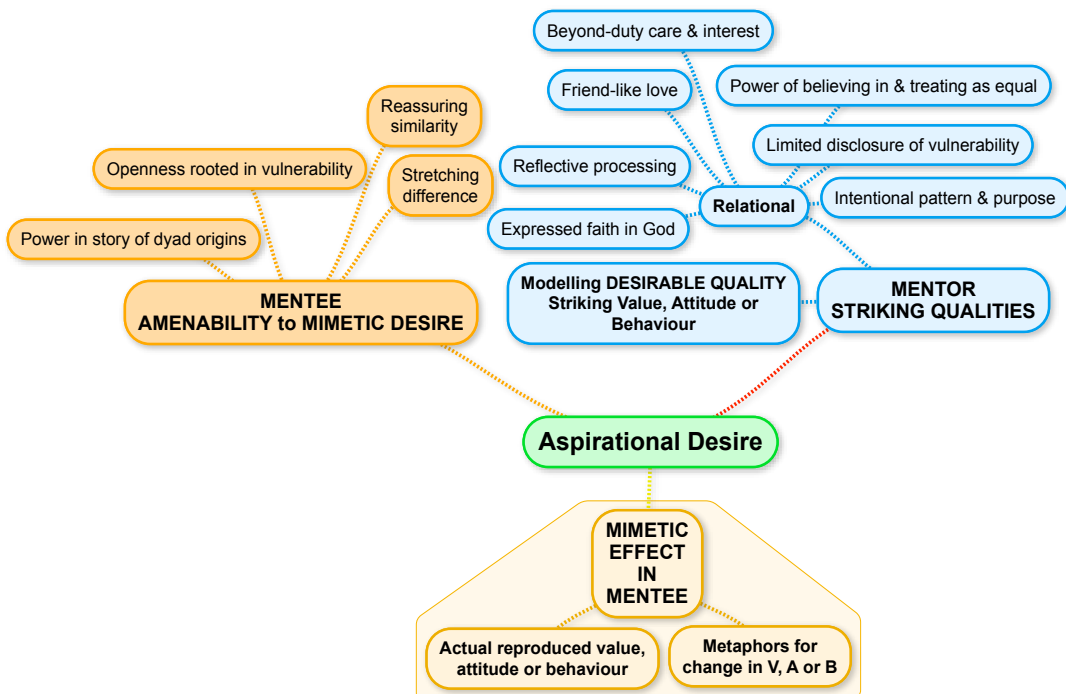 Beyond-duty care & interest
Friend-like love
Power of believing in & treating as equal
Reassuring
similarity
Limited disclosure of vulnerability
Openness rooted in vulnerability
Reflective processing
Stretching
difference
Relational
Intentional pattern & purpose
Power in story of dyad origins
Expressed faith in God
MENTEE
AMENABILITY to MIMETIC DESIRE
Modelling DESIRABLE QUALITY
Striking Value, Attitude or
Behaviour
MENTOR
STRIKING QUALITIES
Aspirational Desire
MIMETIC
EFFECT
IN
MENTEE
Actual reproduced value,
attitude or behaviour
Metaphors for
change in V, A or B